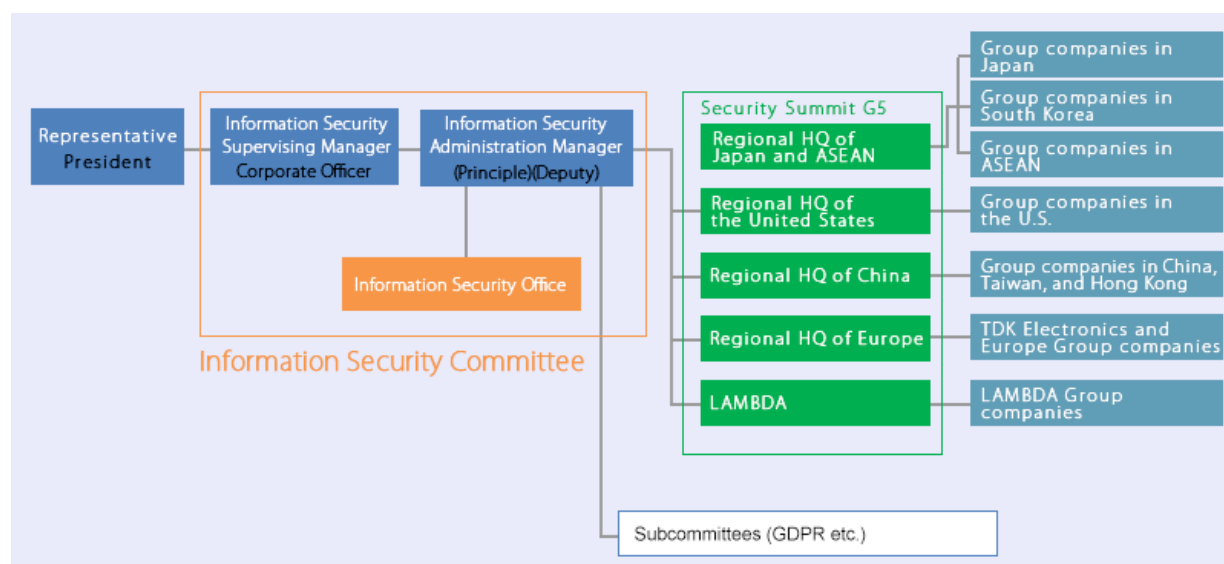 Representative
President
Information Security
Supervising Manager
Corporate Officer
Information Security
Administration Manager
(Principle)(Deputy)
Information Security Office
Information Security Committee
Security Summit G5
Regional HQ of
Japan and ASEAN
Regional HQ of
the United States
Regional HQ of China
Regional HQ of Europe
LAMBDA
Group companies in
Japan
Group companies in
South Korea
Group companies in
ASEAN
Group companies in
the U.S.
Group companies in China,
Taiwan, and Hong Kong
TDK Electronics and
Europe Group companies
LAMBDA Group
companies
Subcommittees (GDPR etc.)